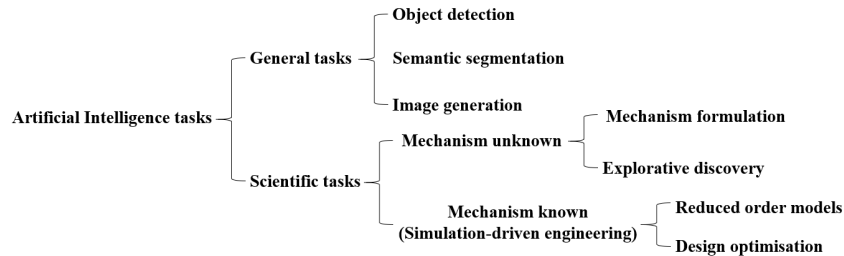 Object detection
General tasks
Semantic segmentation
Image generation
Artificial Intelligence tasks
Mechanism formulation
Mechanism unknown
Explorative discovery
Scientific tasks
Mechanism known
(Simulation-driven engineering)
Reduced order models
Design optimisation